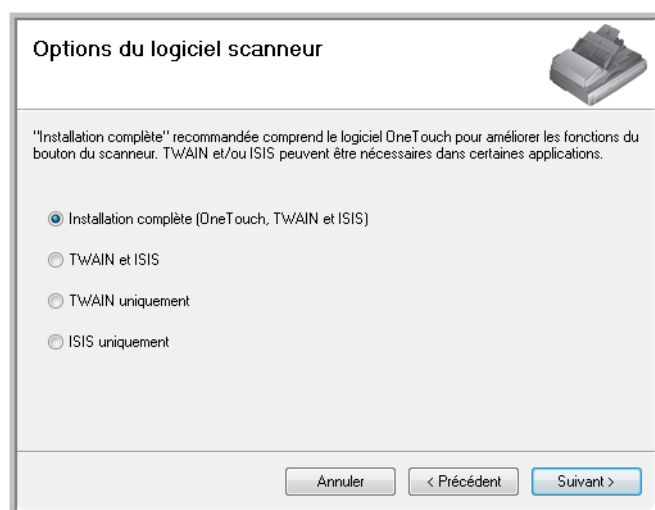 Options du logiciel scanneur
"Installation complète" recommandée comprend le logiciel OneTouch pour améliorer les fonctions du
bouton du scanneur. TWAIN et/ou ISIS peuvent être nécessaires dans certaines applications.
Installation complète (OneTouch, TWAIN et ISIS)
TWAIN et ISIS
TWAIN uniquement
ISIS uniquement
Annuler
< Précédent
Suivant >